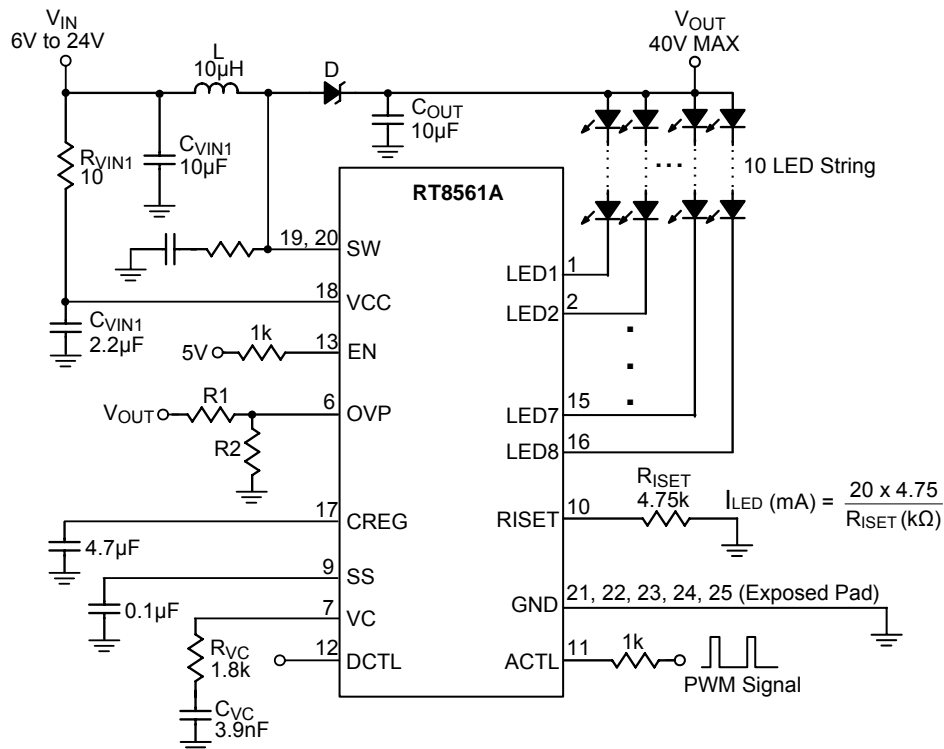 VIN
6V to 24V
L
10µH
D
VOUT
40V MAX
COUT
10µF
RVIN1
10
CVIN1
10µF
10 LED String
RT8561A
19, 20
SW
LED1
1
18
VCC
LED2
2
CVIN1
2.2µF
1k
5V
13
EN
R1
VOUT
6
OVP
R2
LED7
15
LED8
16
RISET
4.75k
RISET
10
ILED (mA) = 20 x 4.75
RISET (kΩ)
17
CREG
4.7µF
9
SS
0.1µF
GND
21, 22, 23, 24, 25 (Exposed Pad)
7
VC
RVC
1.8k
12
DCTL
ACTL
11
1k
PWM Signal
CVC
3.9nF